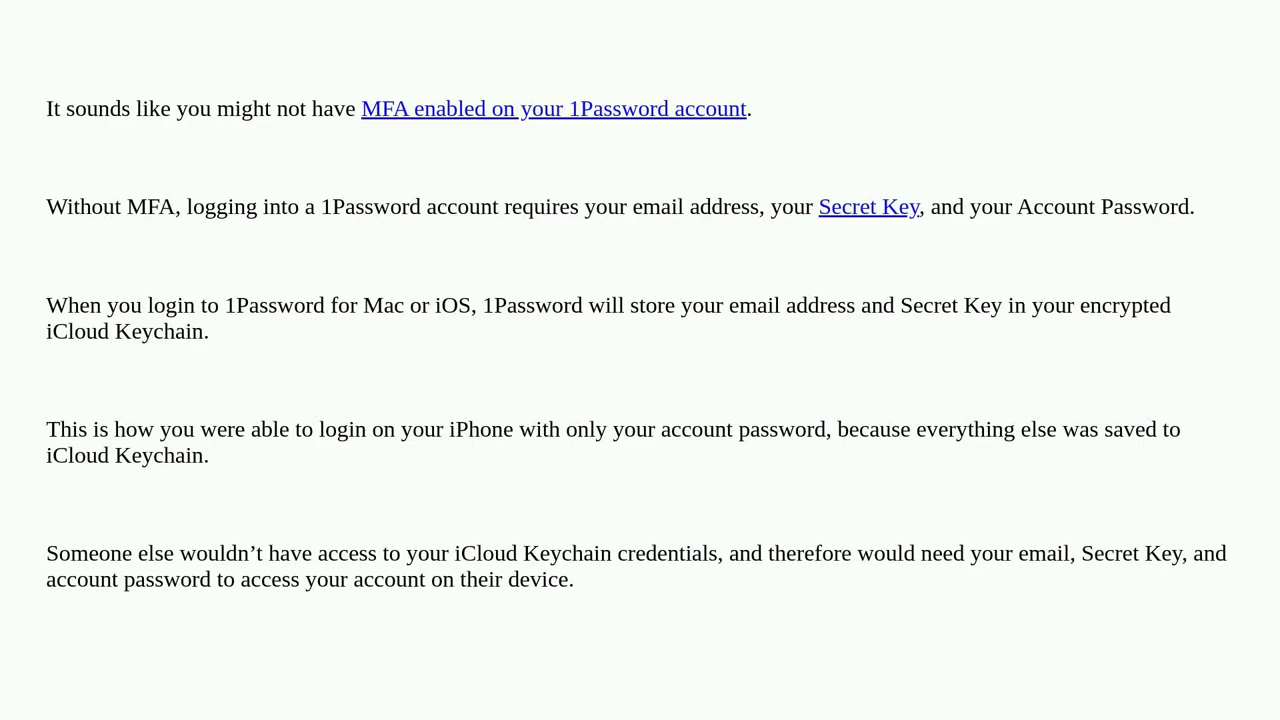 It sounds like you might not have MFA enabled on your 1Password account.
Without MFA, logging into a 1Password account requires your email address, your Secret Key, and your Account Password.
When you login to 1Password for Mac or iOS, 1Password will store your email address and Secret Key in your encrypted
iCloud Keychain.
This is how you were able to login on your iPhone with only your account password, because everything else was saved to
iCloud Keychain.
Someone else wouldn’t have access to your iCloud Keychain credentials, and therefore would need your email, Secret Key, and
account password to access your account on their device.